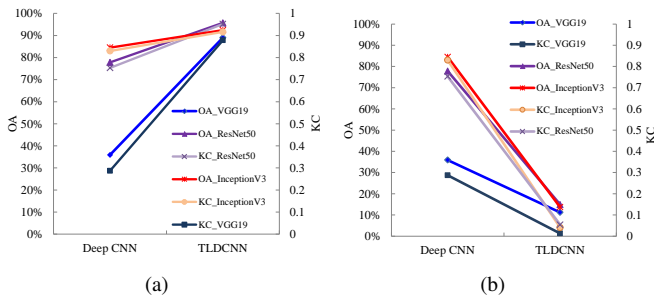 100%
90%
80%
70%
60%
50%
40%
30%
20%
10%
0%
OA
1
0.9
0.8
0.7
0.6
0.5
0.4
0.3
0.2
0.1
0
KC
OA_VGG19
OA_ResNet50
KC_ResNet50
OA_InceptionV3
KC_InceptionV3
KC_VGG19
Deep CNN TLDCNN
(a)
100%
90%
80%
70%
60%
50%
40%
30%
20%
10%
0%
OA
1
0.9
0.8
0.7
0.6
0.5
0.4
0.3
0.2
0.1
0
KC
OA_VGG19
KC_VGG19
OA_ResNet50
OA_InceptionV3
KC_InceptionV3
KC_ResNet50
Deep CNN TLDCNN
(b)